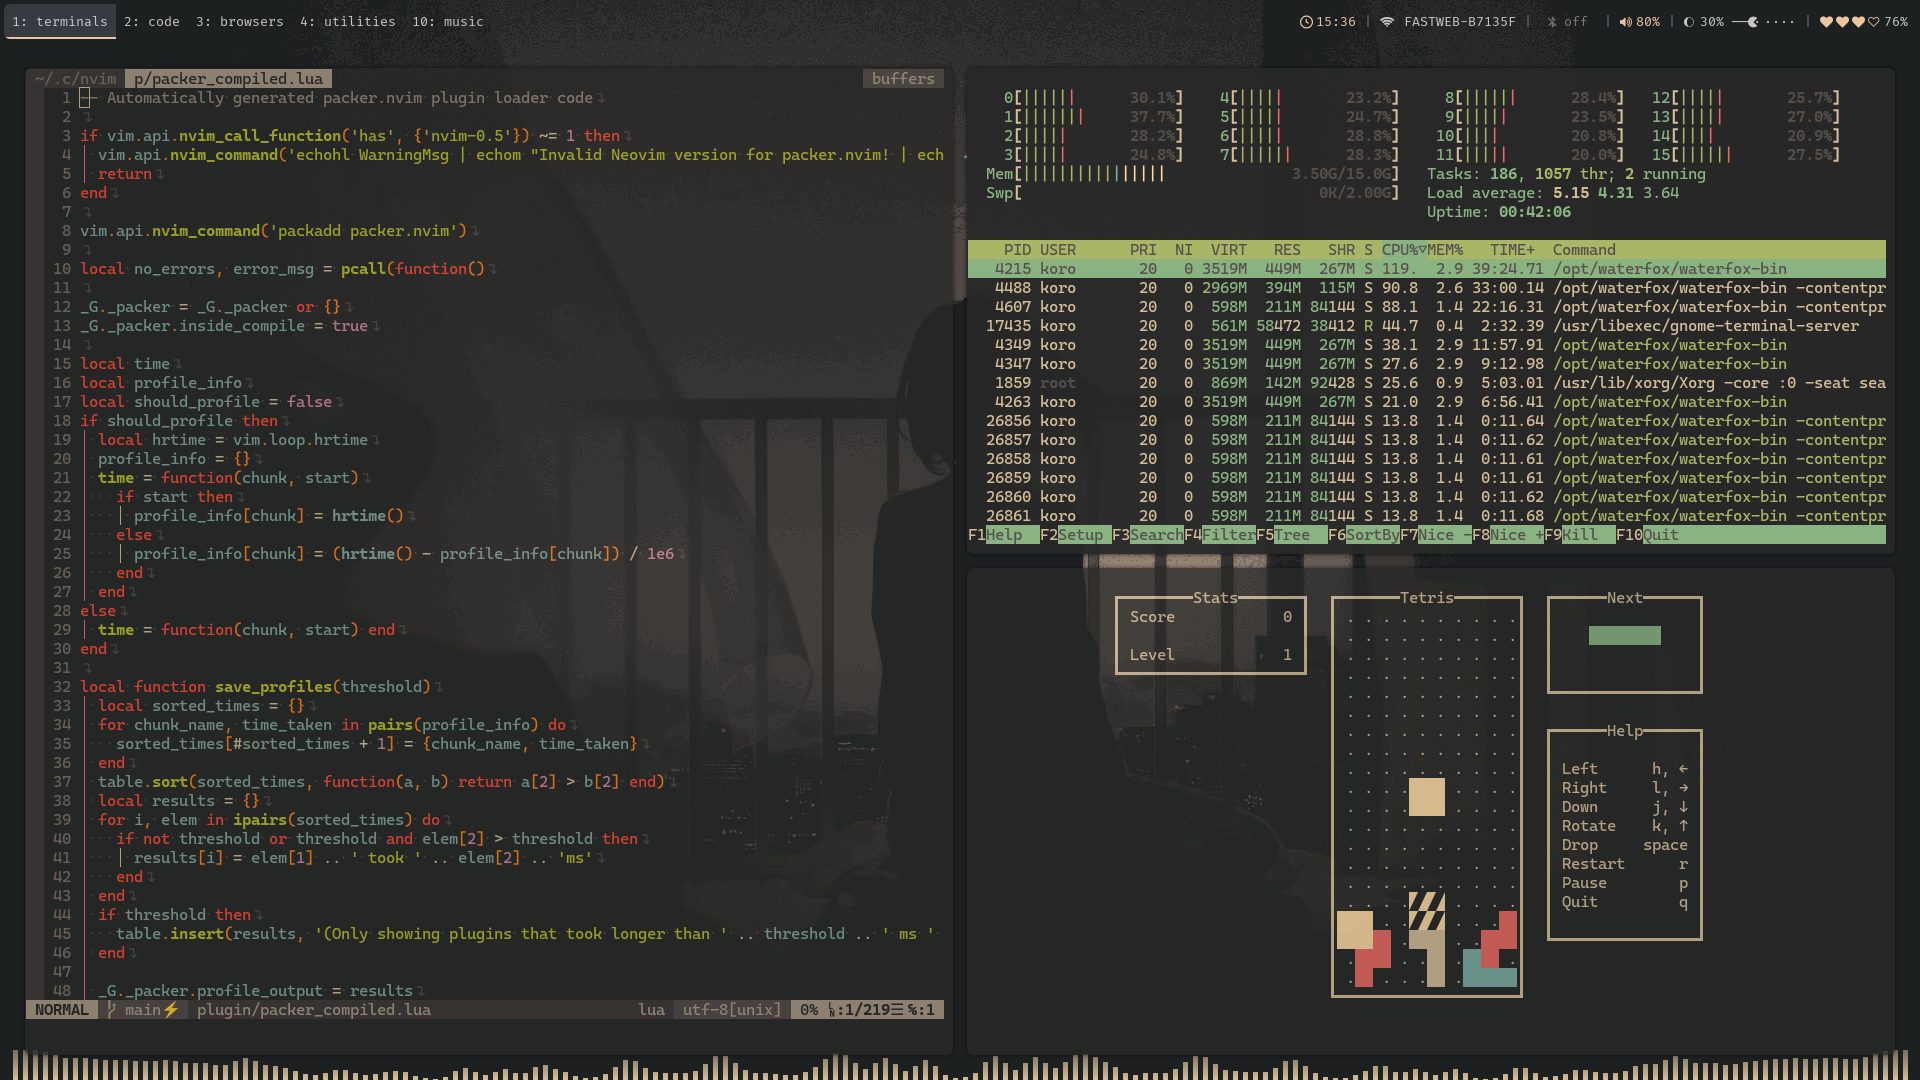 1: terminals 2: code 3: browsers 4: utilities 10: music
15:36 | FASTWEB-B7135F | off | 80% | 30% | 76%
~/.c/nvim p/packer_compiled.lua buffers
1 -- Automatically generated packer.nvim plugin loader code
2
3 if vim.api.nvim_call_function('has', {'nvim-0.5'}) ~= 1 then
4 vim.api.nvim_command('echohl WarningMsg | echom "Invalid Neovim version for packer.nvim! | ech
5 return
6 end
7
8 vim.api.nvim_command('packadd packer.nvim')
9
10 local no_errors, error_msg = pcall(function()
11
12 _G._packer = _G._packer or {}
13 _G._packer.inside_compile = true
14
15 local time
16 local profile_info
17 local should_profile = false
18 if should_profile then
19 local hrtime = vim.loop.hrtime
20 profile_info = {}
21 time = function(chunk, start)
22 if start then
23 profile_info[chunk] = hrtime()
24 else
25 profile_info[chunk] = (hrtime() - profile_info[chunk]) / 1e6
26 end
27 end
28 else
29 time = function(chunk, start) end
30 end
31
32 local function save_profiles(threshold)
33 local sorted_times = {}
34 for chunk_name, time_taken in pairs(profile_info) do
35 sorted_times[#sorted_times + 1] = {chunk_name, time_taken}
36 end
37 table.sort(sorted_times, function(a, b) return a[2] > b[2] end)
38 local results = {}
39 for i, elem in ipairs(sorted_times) do
40 if not threshold or threshold and elem[2] > threshold then
41 results[i] = elem[1] .. ' took ' .. elem[2] .. 'ms'
42 end
43 end
44 if threshold then
45 table.insert(results, '(Only showing plugins that took longer than ' .. threshold .. ' ms '
46 end
47
48 _G._packer.profile_output = results
NORMAL main⚡ plugin/packer_compiled.lua lua utf-8[unix] 0% :1/219☰ %:1
0[|||||| 30.1%] 4[||||| 23.2%] 8[|||||| 28.4%] 12[||||| 25.7%]
1[||||||| 37.7%] 5[||||| 24.7%] 9[||||| 23.5%] 13[||||| 27.0%]
2[||||| 28.2%] 6[||||| 28.8%] 10[|||| 20.8%] 14[|||| 20.9%]
3[||||| 24.8%] 7[|||||| 28.3%] 11[||||| 20.0%] 15[|||||| 27.5%]
Mem[|||||||||||||||| 3.50G/15.0G] Tasks: 186, 1057 thr; 2 running
Swp[ 0K/2.00G] Load average: 5.15 4.31 3.64
Uptime: 00:42:06
PID USER PRI NI VIRT RES SHR S CPU%▽MEM% TIME+ Command
4215 koro 20 0 3519M 449M 267M S 119. 2.9 39:24.71 /opt/waterfox/waterfox-bin
4488 koro 20 0 2969M 394M 115M S 90.8 2.6 33:00.14 /opt/waterfox/waterfox-bin -contentpr
4607 koro 20 0 598M 211M 84144 S 88.1 1.4 22:16.31 /opt/waterfox/waterfox-bin -contentpr
17435 koro 20 0 561M 58472 38412 R 44.7 0.4 2:32.39 /usr/libexec/gnome-terminal-server
4349 koro 20 0 3519M 449M 267M S 38.1 2.9 11:57.91 /opt/waterfox/waterfox-bin
4347 koro 20 0 3519M 449M 267M S 27.6 2.9 9:12.98 /opt/waterfox/waterfox-bin
1859 root 20 0 869M 142M 92428 S 25.6 0.9 5:03.01 /usr/lib/xorg/Xorg -core :0 -seat sea
4263 koro 20 0 3519M 449M 267M S 21.0 2.9 6:56.41 /opt/waterfox/waterfox-bin
26856 koro 20 0 598M 211M 84144 S 13.8 1.4 0:11.64 /opt/waterfox/waterfox-bin -contentpr
26857 koro 20 0 598M 211M 84144 S 13.8 1.4 0:11.62 /opt/waterfox/waterfox-bin -contentpr
26858 koro 20 0 598M 211M 84144 S 13.8 1.4 0:11.61 /opt/waterfox/waterfox-bin -contentpr
26859 koro 20 0 598M 211M 84144 S 13.8 1.4 0:11.61 /opt/waterfox/waterfox-bin -contentpr
26860 koro 20 0 598M 211M 84144 S 13.8 1.4 0:11.62 /opt/waterfox/waterfox-bin -contentpr
26861 koro 20 0 598M 211M 84144 S 13.8 1.4 0:11.68 /opt/waterfox/waterfox-bin -contentpr
F1Help F2Setup F3SearchF4FilterF5Tree F6SortByF7Nice -F8Nice +F9Kill F10Quit
Stats
Score 0
Level 1
Tetris
Next
Help
Left h, ←
Right l, →
Down j, ↓
Rotate k, ↑
Drop space
Restart r
Pause p
Quit q